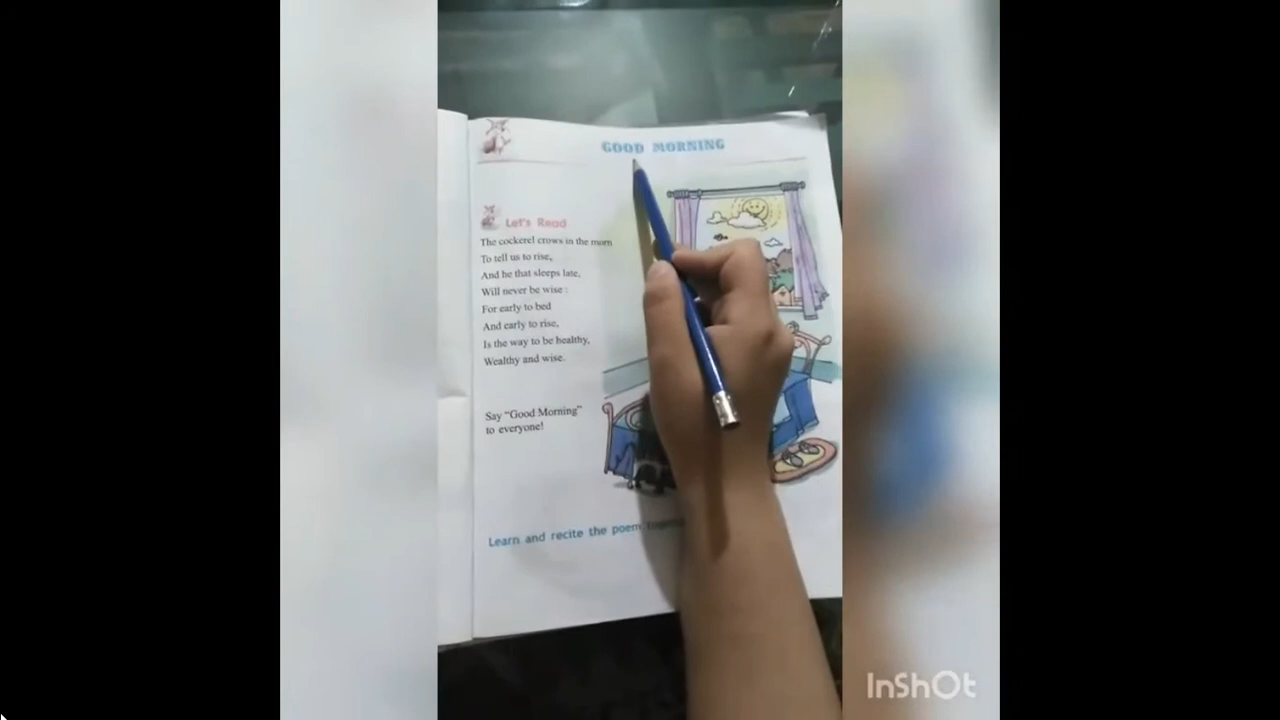 GOOD MORNING
Let's Read
The cockerel crows in the morn
To tell us to rise,
And he that sleeps late,
Will never be wise :
For early to bed
And early to rise,
Is the way to be healthy,
Wealthy and wise.
Say “Good Morning”
to everyone!
Learn and recite the poem
InShOt